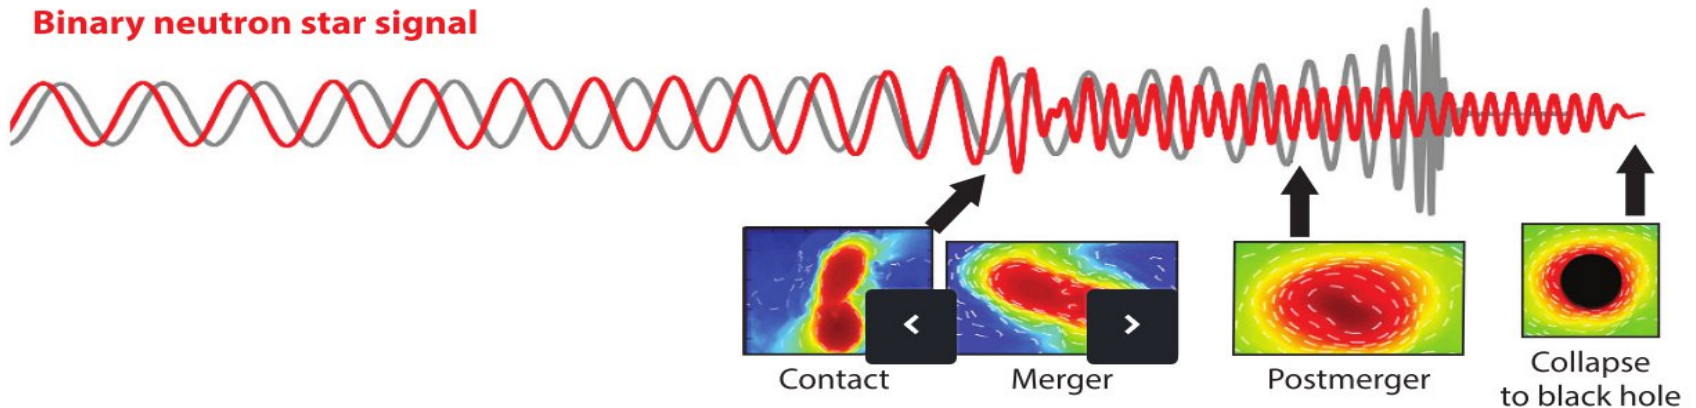 Binary neutron star signal
<
>
Contact
Merger
Postmerger
Collapse
to black hole